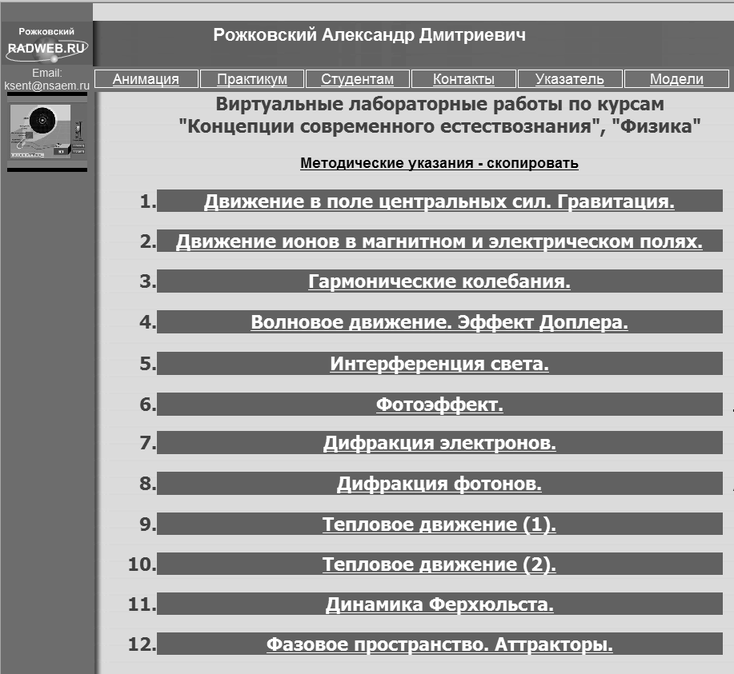 Рожковский
RADWEB.RU
Email:
ksent@nsaem.ru
Рожковский Александр Дмитриевич
Анимация Практикум Студентам Контакты Указатель Модели
Виртуальные лабораторные работы по курсам
"Концепции современного естествознания", "Физика"
Методические указания - скопировать
1. Движение в поле центральных сил. Гравитация.
2. Движение ионов в магнитном и электрическом полях.
3. Гармонические колебания.
4. Волновое движение. Эффект Доплера.
5. Интерференция света.
6. Фотоэффект.
7. Дифракция электронов.
8. Дифракция фотонов.
9. Тепловое движение (1).
10. Тепловое движение (2).
11. Динамика Ферхюльста.
12. Фазовое пространство. Аттракторы.